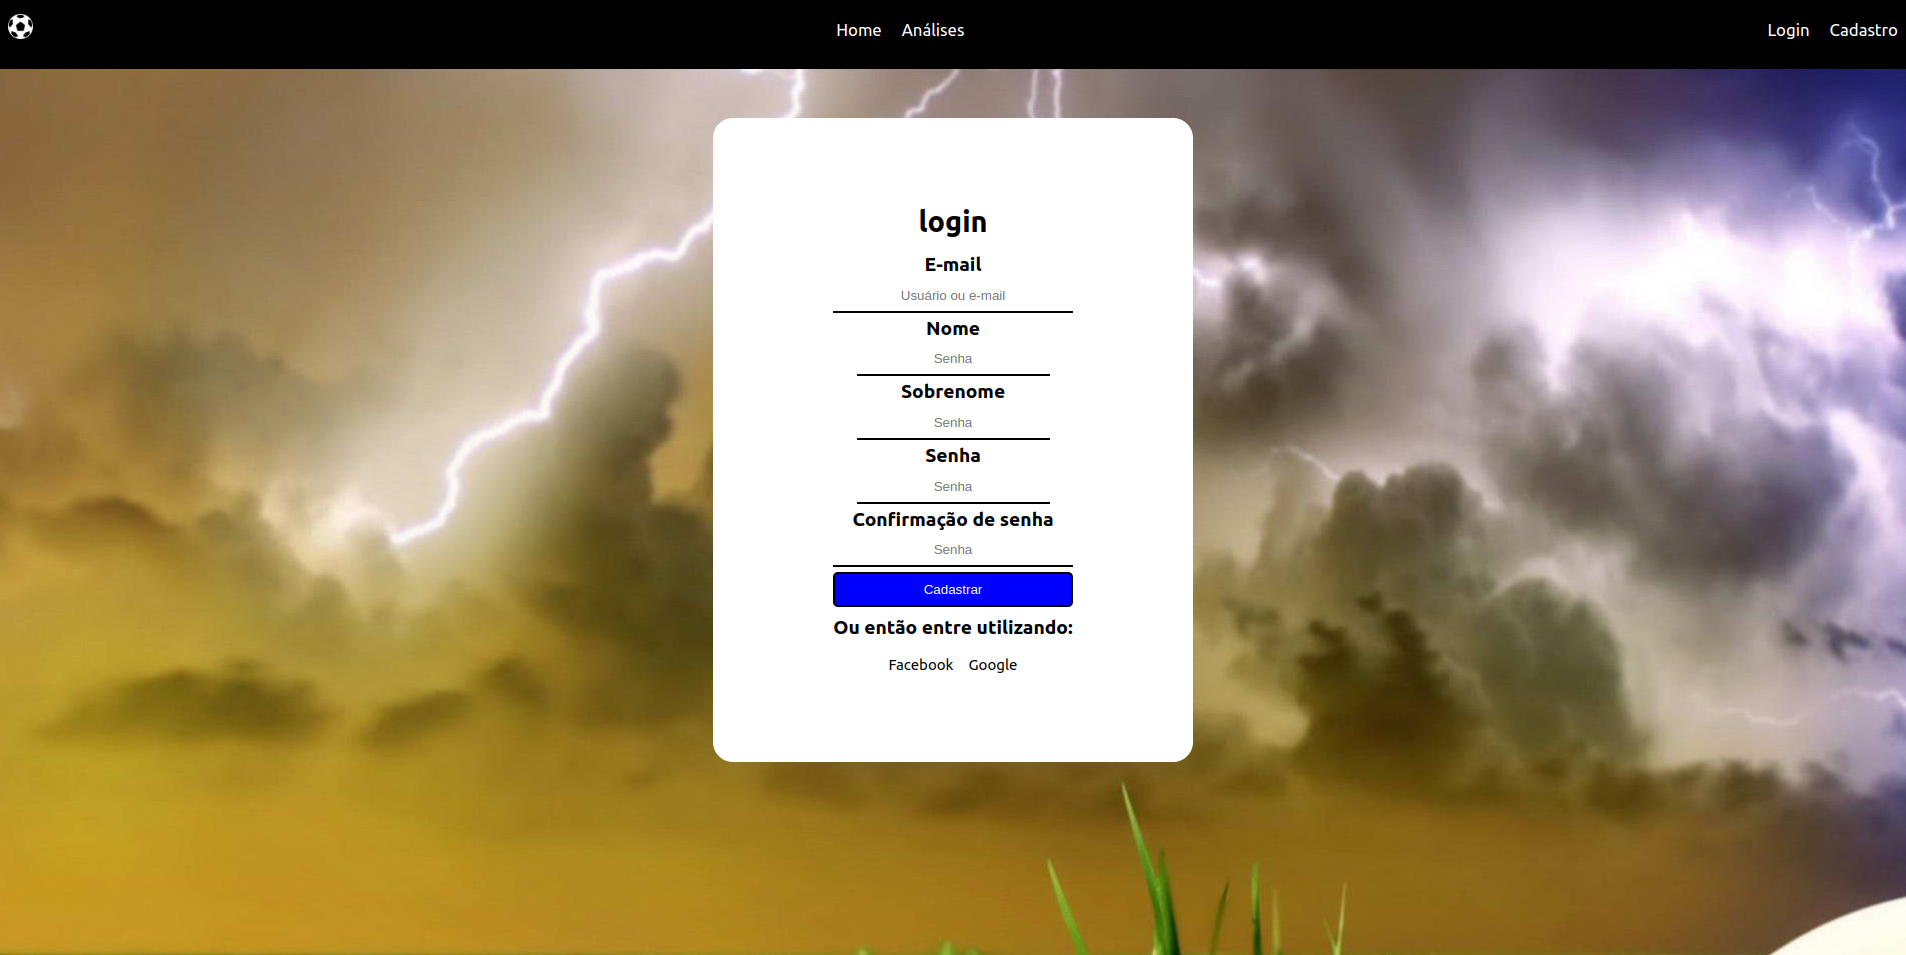 Home Análises Login Cadastro
login
E-mail
Usuário ou e-mail
Nome
Senha
Sobrenome
Senha
Senha
Senha
Confirmação de senha
Senha
Cadastrar
Ou então entre utilizando:
Facebook Google